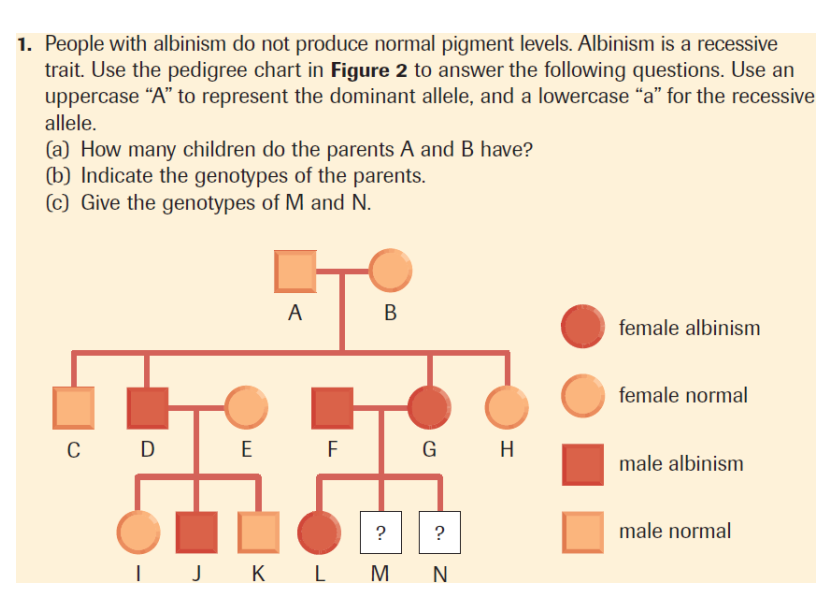 1. People with albinism do not produce normal pigment levels. Albinism is a recessive
trait. Use the pedigree chart in Figure 2 to answer the following questions. Use an
uppercase “A” to represent the dominant allele, and a lowercase “a” for the recessive
allele.
(a) How many children do the parents A and B have?
(b) Indicate the genotypes of the parents.
(c) Give the genotypes of M and N.
A B
female albinism
female normal
C D E F G H
male albinism
? ?
male normal
I J K L M N